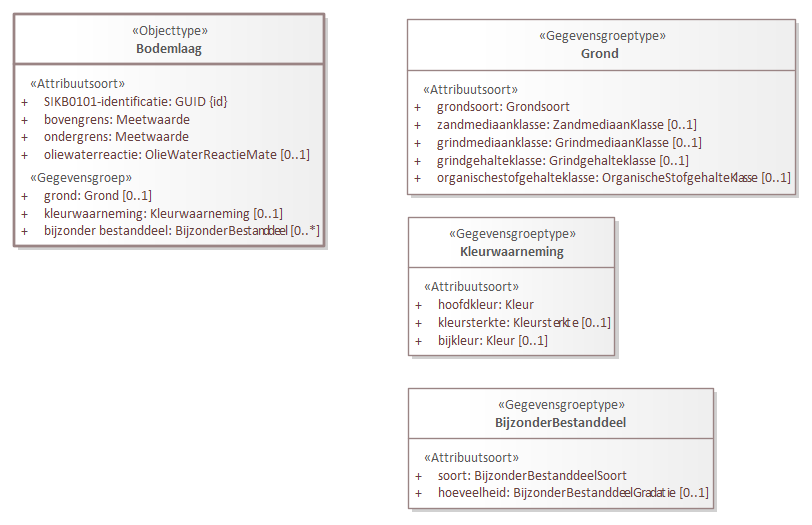 «Objecttype»
Bodemlaag
«Attribuutsoort»
+ SIKB0101-identificatie: GUID {id}
+ bovengrens: Meetwaarde
+ ondergrens: Meetwaarde
+ oliewaterreactie: OlieWaterReactieMate [0..1]
«Gegevensgroep»
+ grond: Grond [0..1]
+ kleurwaarneming: Kleurwaarneming [0..1]
+ bijzonder bestanddeel: BijzonderBestanddeel [0..*]
«Gegevensgroeptype»
Grond
«Attribuutsoort»
+ grondsoort: Grondsoort
+ zandmediaanklasse: ZandmediaanKlasse [0..1]
+ grindmediaanklasse: GrindmediaanKlasse [0..1]
+ grindgehalteklasse: Grindgehalteklasse [0..1]
+ organischestofgehalteklasse: OrganischeStofgehalteKlasse [0..1]
«Gegevensgroeptype»
Kleurwaarneming
«Attribuutsoort»
+ hoofdkleur: Kleur
+ kleursterkte: Kleursterkte [0..1]
+ bijkleur: Kleur [0..1]
«Gegevensgroeptype»
BijzonderBestanddeel
«Attribuutsoort»
+ soort: BijzonderBestanddeelSoort
+ hoeveelheid: BijzonderBestanddeelGradatie [0..1]